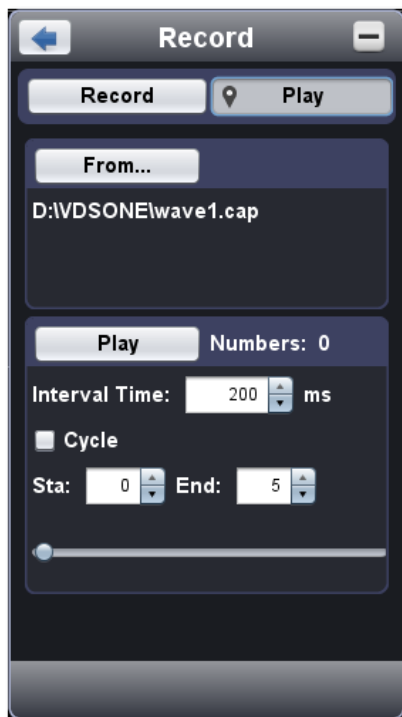 Record
Record Play
From...
D:\VDSONE\wave1.cap
Play Numbers: 0
Interval Time: 200 ms
Cycle
Sta: 0 End: 5